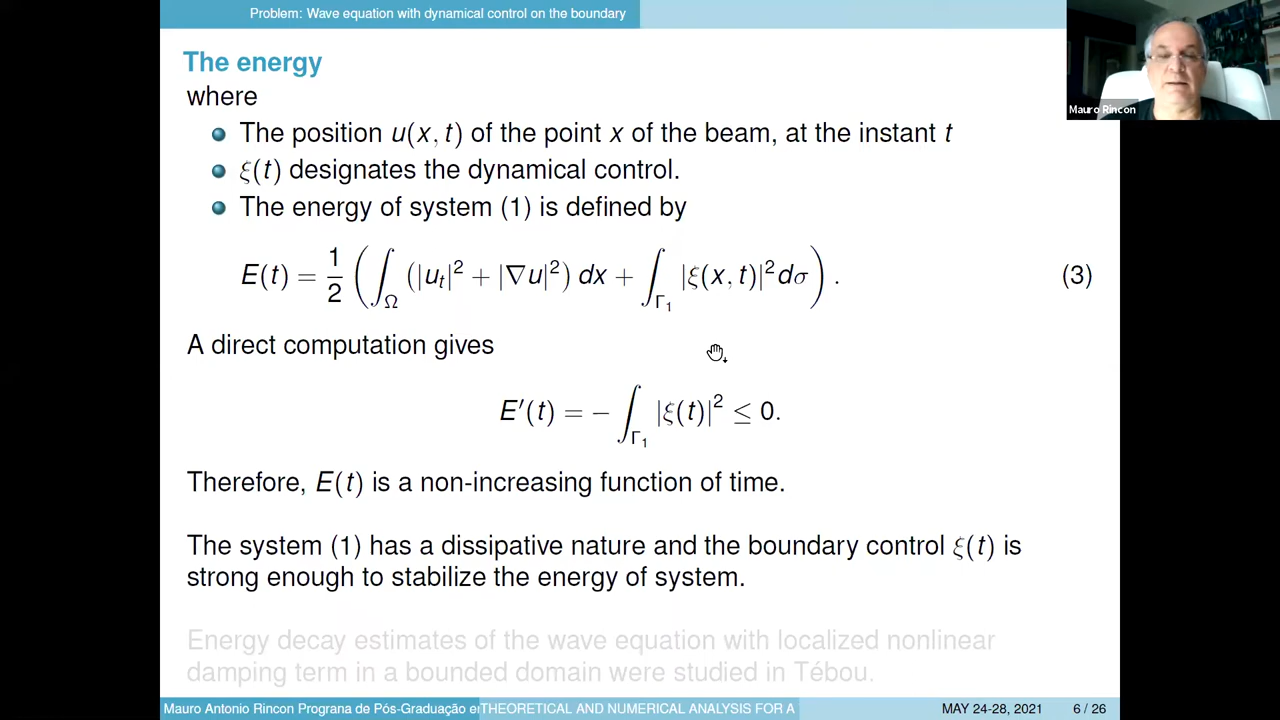 Problem: Wave equation with dynamical control on the boundary
Mauro Rincon
The energy
where
The position u(x, t) of the point x of the beam, at the instant t
ξ(t) designates the dynamical control.
The energy of system (1) is defined by
E(t) = 1/2 ( ∫_Ω (|u_t|² + |∇u|²) dx + ∫_Γ₁ |ξ(x, t)|² dσ ) . (3)
A direct computation gives
E′(t) = − ∫_Γ₁ |ξ(t)|² ≤ 0.
Therefore, E(t) is a non-increasing function of time.
The system (1) has a dissipative nature and the boundary control ξ(t) is
strong enough to stabilize the energy of system.
Energy decay estimates of the wave equation with localized nonlinear
damping term in a bounded domain were studied in Tébou.
Mauro Antonio Rincon Programa de Pós-Graduação e THEORETICAL AND NUMERICAL ANALYSIS FOR A MAY 24-28, 2021 6 / 26